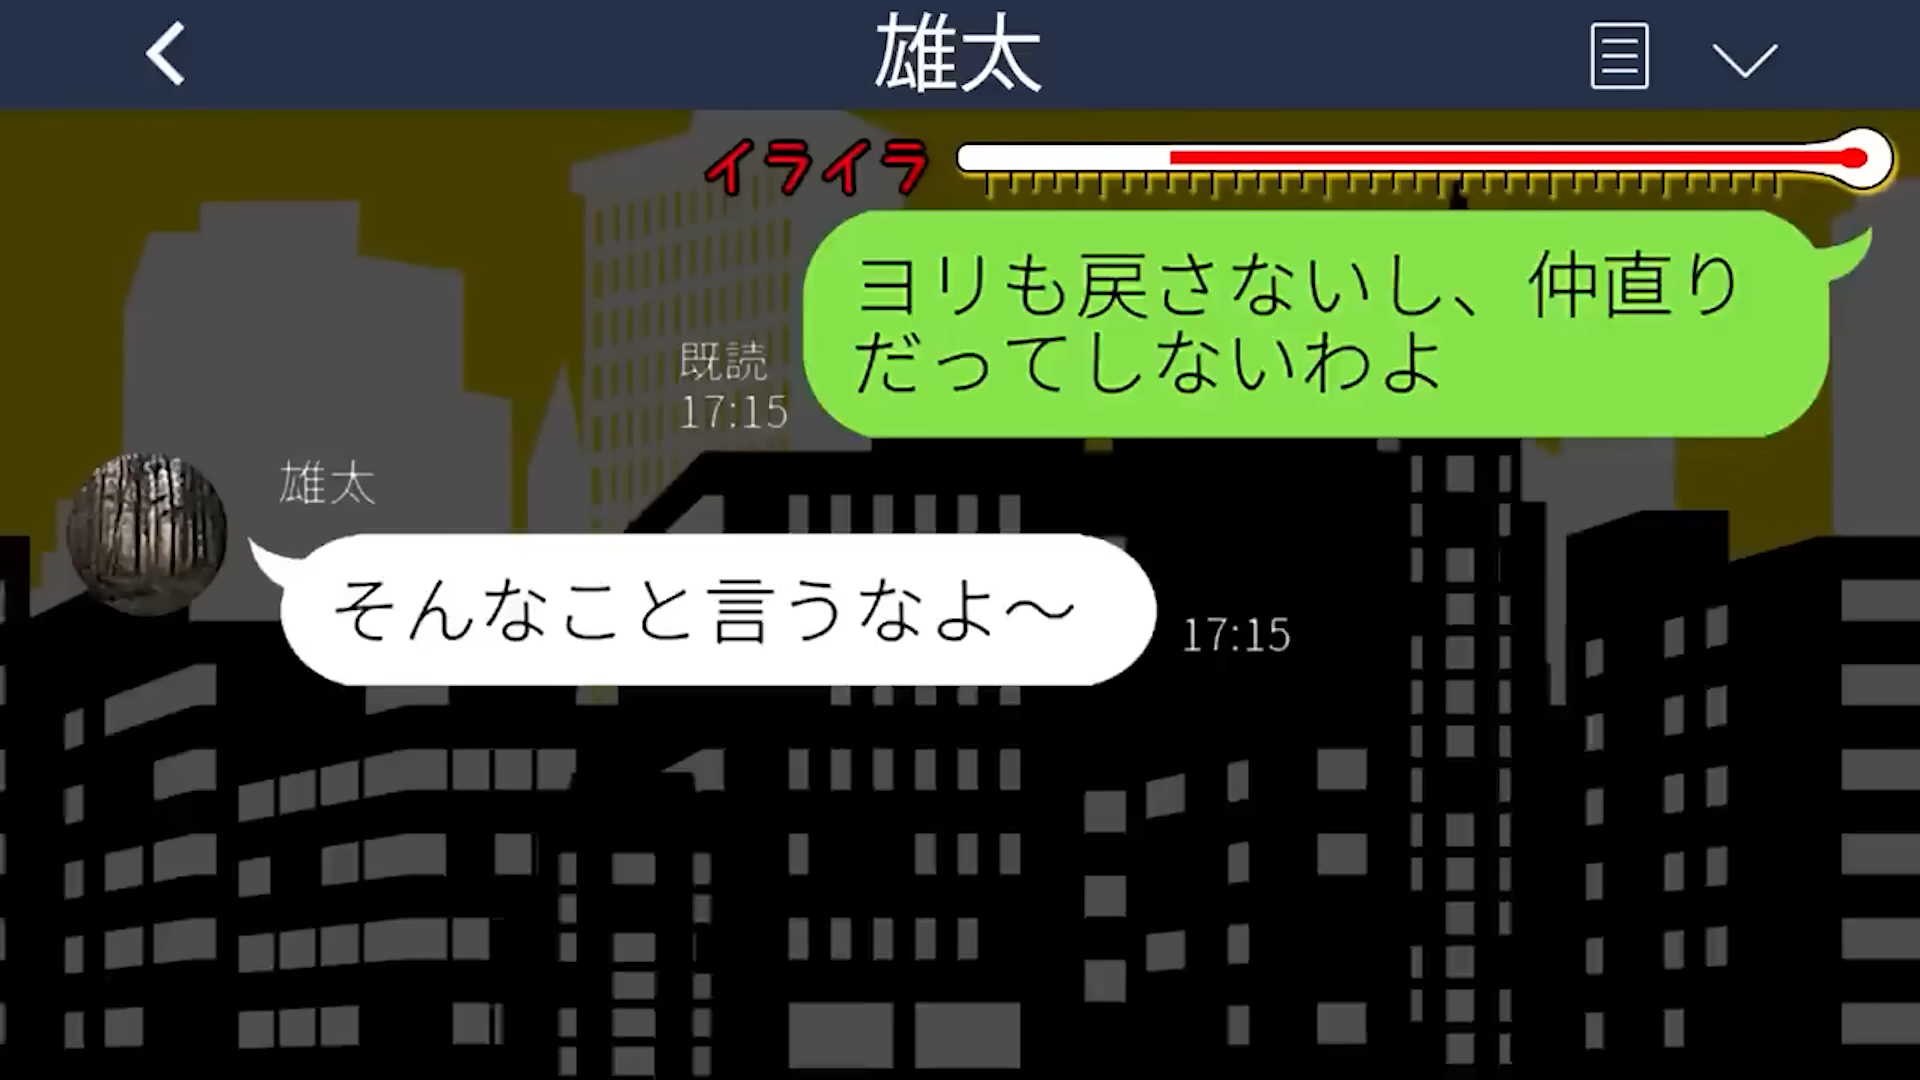 雄太
イライラ
ヨリも戻さないし、仲直り
だってしないわよ
既読
17:15
雄太
そんなこと言うなよ～
17:15